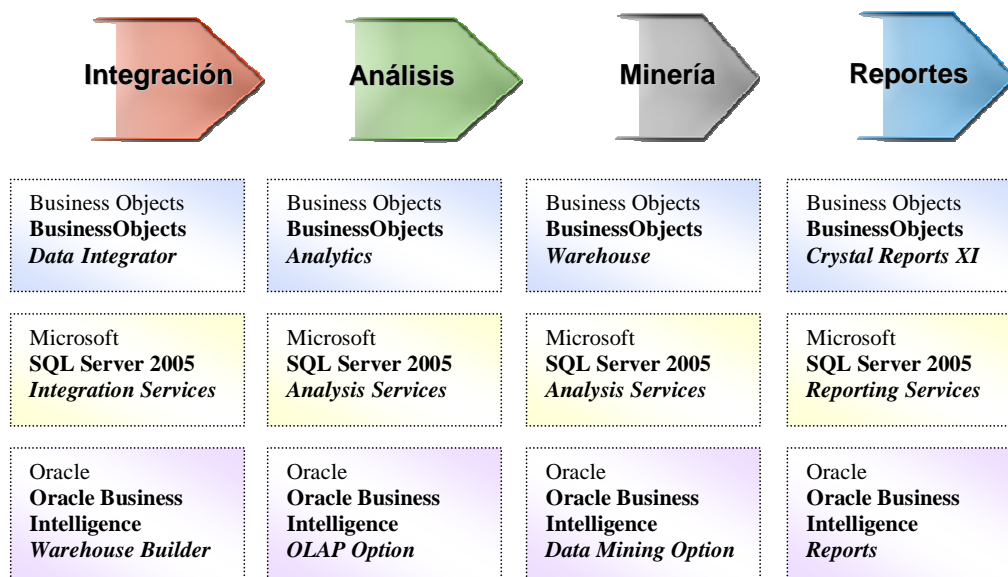 Integración
Análisis
Minería
Reportes
Business Objects
BusinessObjects
Data Integrator
Business Objects
BusinessObjects
Analytics
Business Objects
BusinessObjects
Warehouse
Business Objects
BusinessObjects
Crystal Reports XI
Microsoft
SQL Server 2005
Integration Services
Microsoft
SQL Server 2005
Analysis Services
Microsoft
SQL Server 2005
Analysis Services
Microsoft
SQL Server 2005
Reporting Services
Oracle
Oracle Business
Intelligence
Warehouse Builder
Oracle
Oracle Business
Intelligence
OLAP Option
Oracle
Oracle Business
Intelligence
Data Mining Option
Oracle
Oracle Business
Intelligence
Reports